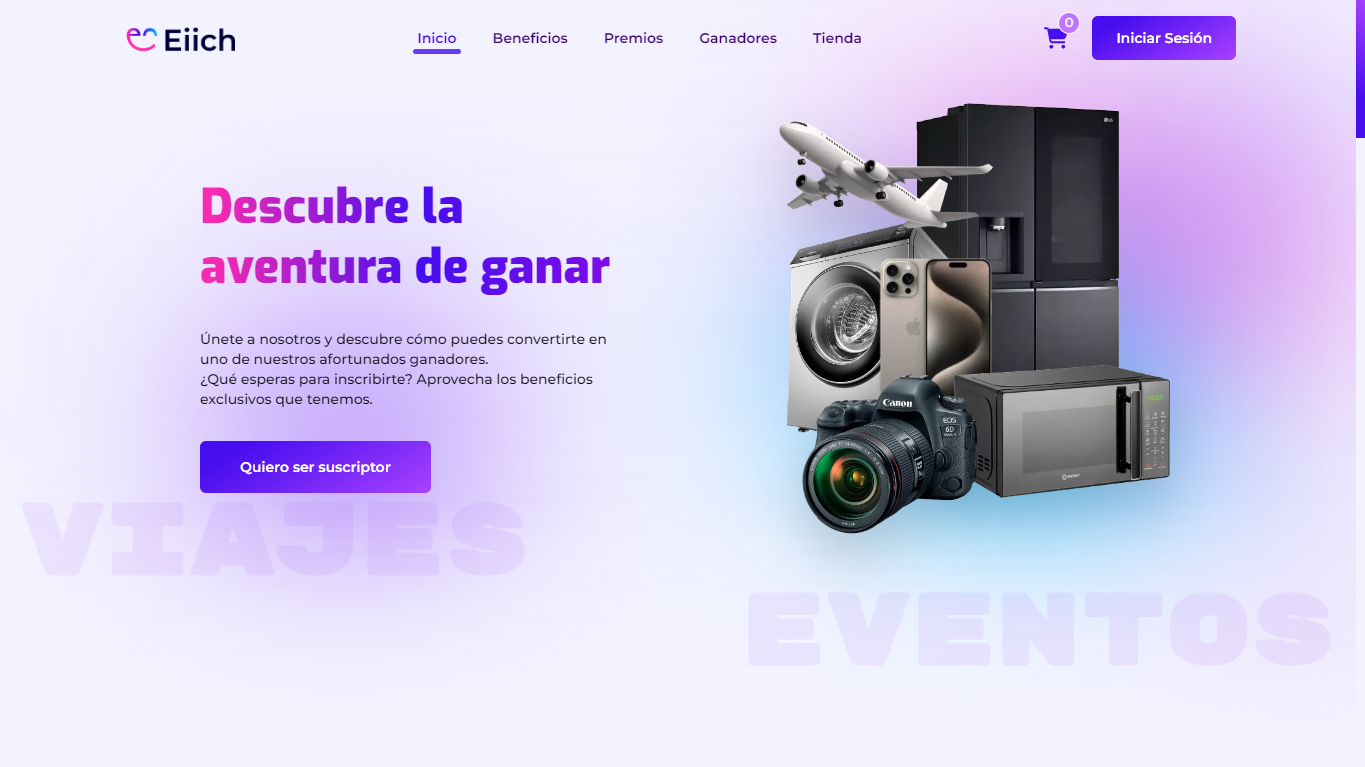 Eiich
Inicio
Beneficios
Premios
Ganadores
Tienda
0
Iniciar Sesión
Descubre la
aventura de ganar
Únete a nosotros y descubre cómo puedes convertirte en
uno de nuestros afortunados ganadores.
¿Qué esperas para inscribirte? Aprovecha los beneficios
exclusivos que tenemos.
Quiero ser suscriptor
Canon
EOS
6D
VIAJES
EVENTOS